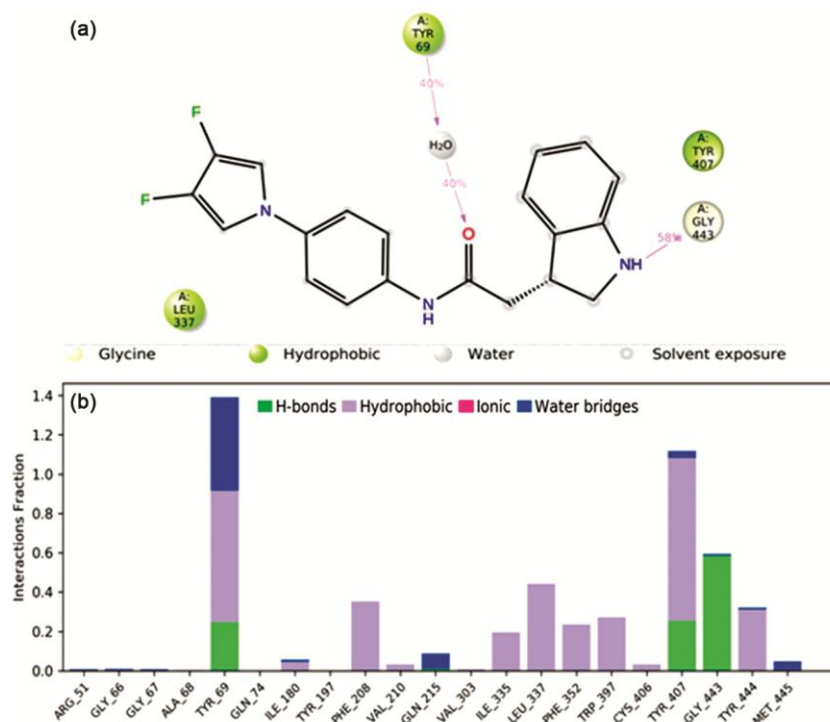 (a)
A:
TYR
69
40%
H₂O
40%
F
F
N
O
N
H
NH
58%
A:
TYR
407
A:
GLY
443
A:
LEU
337
Glycine
Hydrophobic
Water
Solvent exposure
(b)
H-bonds
Hydrophobic
Ionic
Water bridges
Interactions Fraction
1.4
1.2
1.0
0.8
0.6
0.4
0.2
0.0
ARG_51
GLY_66
GLY_67
ALA_68
TYR_69
GLN_74
ILE_180
TYR_197
PHE_208
VAL_210
GLN_215
VAL_303
ILE_335
LEU_337
PHE_352
TRP_397
CYS_406
TYR_407
GLY_443
TYR_444
MET_445